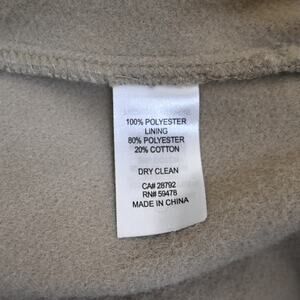 100% POLYESTER
LINING
80% POLYESTER
20% COTTON
DRY CLEAN
CA# 28792
RN# 59478
MADE IN CHINA